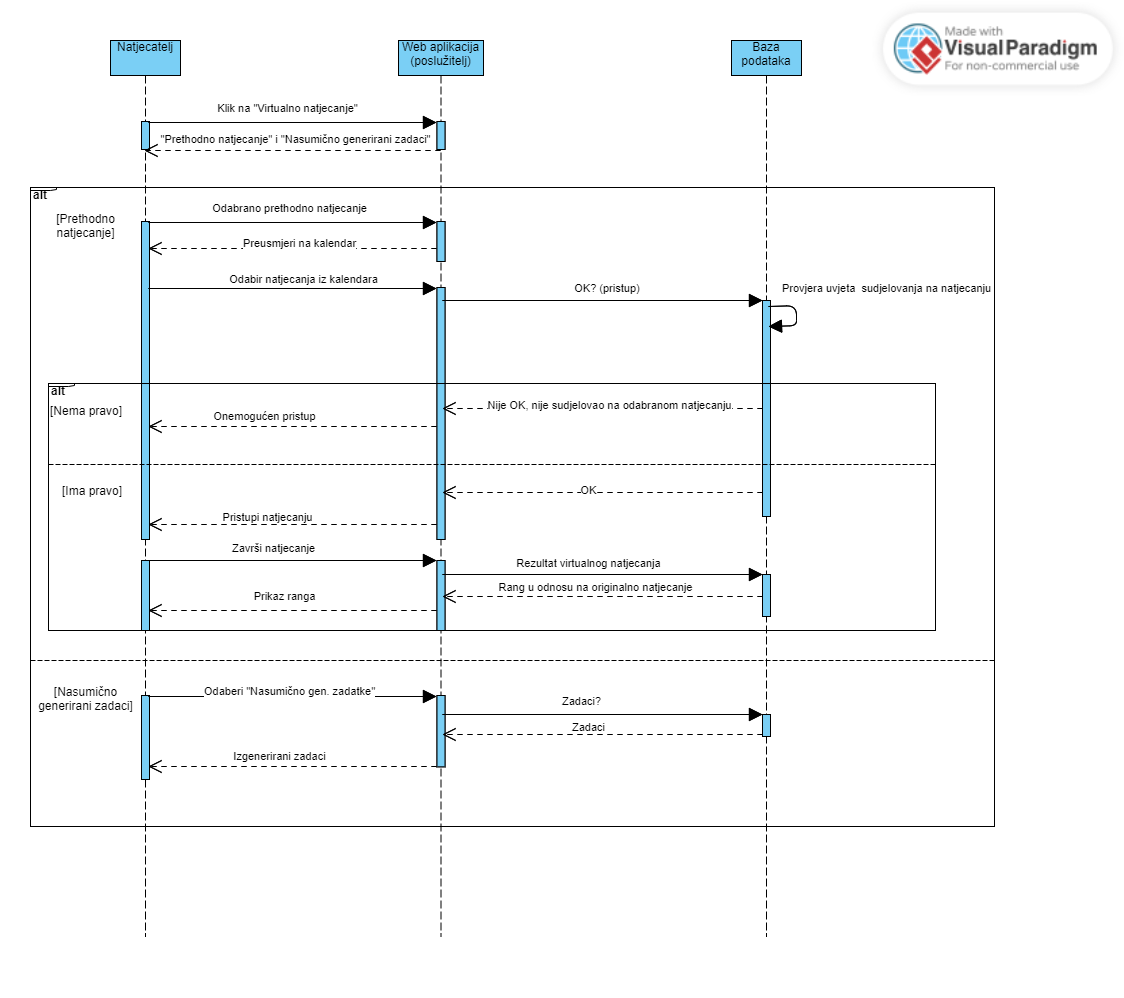 Made with
Visual Paradigm
For non-commercial use
Natjecatelj
Web aplikacija
(poslužitelj)
Baza
podataka
Klik na "Virtualno natjecanje"
"Prethodno natjecanje" i "Nasumično generirani zadaci"
alt
[Prethodno
natjecanje]
Odabrano prethodno natjecanje
Preusmjeri na kalendar
Odabir natjecanja iz kalendara
OK? (pristup)
Provjera uvjeta sudjelovanja na natjecanju
alt
[Nema pravo]
Nije OK, nije sudjelovao na odabranom natjecanju.
Onemogućen pristup
[Ima pravo]
OK
Pristupi natjecanju
Završi natjecanje
Rezultat virtualnog natjecanja
Rang u odnosu na originalno natjecanje
Prikaz ranga
[Nasumično
generirani zadaci]
Odaberi "Nasumično gen. zadatke"
Zadaci?
Zadaci
Izgenerirani zadaci